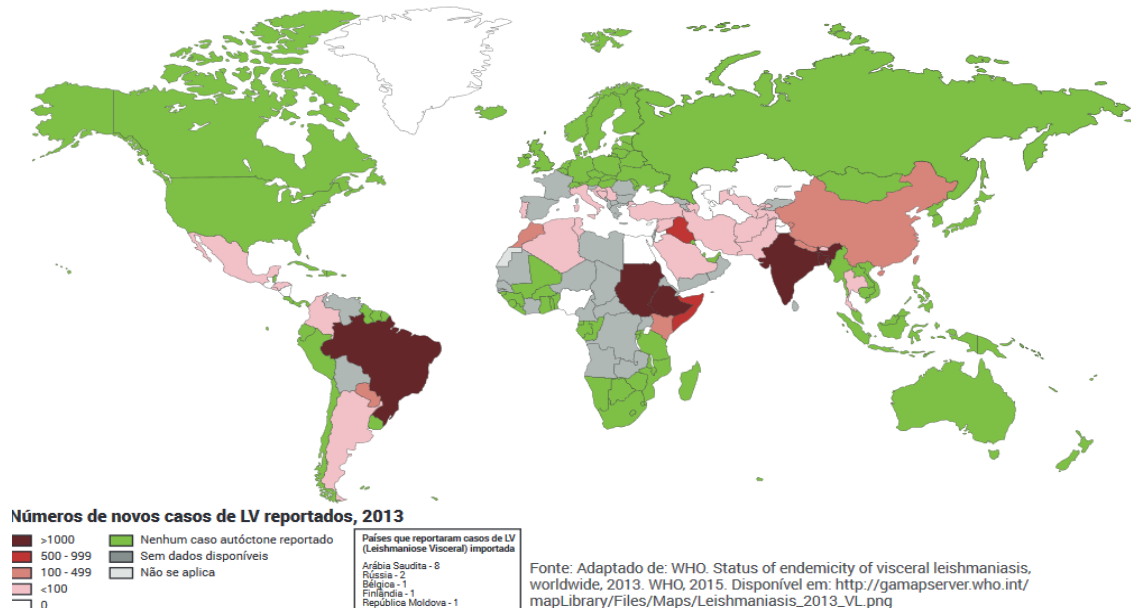 Números de novos casos de LV reportados, 2013
>1000
500 - 999
100 - 499
<100
0
Nenhum caso autóctone reportado
Sem dados disponíveis
Não se aplica
Países que reportaram casos de LV
(Leishmaniose Visceral) importada
Arábia Saudita - 8
Rússia - 2
Bélgica - 1
Finlândia - 1
República Moldova - 1
Fonte: Adaptado de: WHO. Status of endemicity of visceral leishmaniasis,
worldwide, 2013. WHO, 2015. Disponível em: http://gamapserver.who.int/
mapLibrary/Files/Maps/Leishmaniasis_2013_VL.png